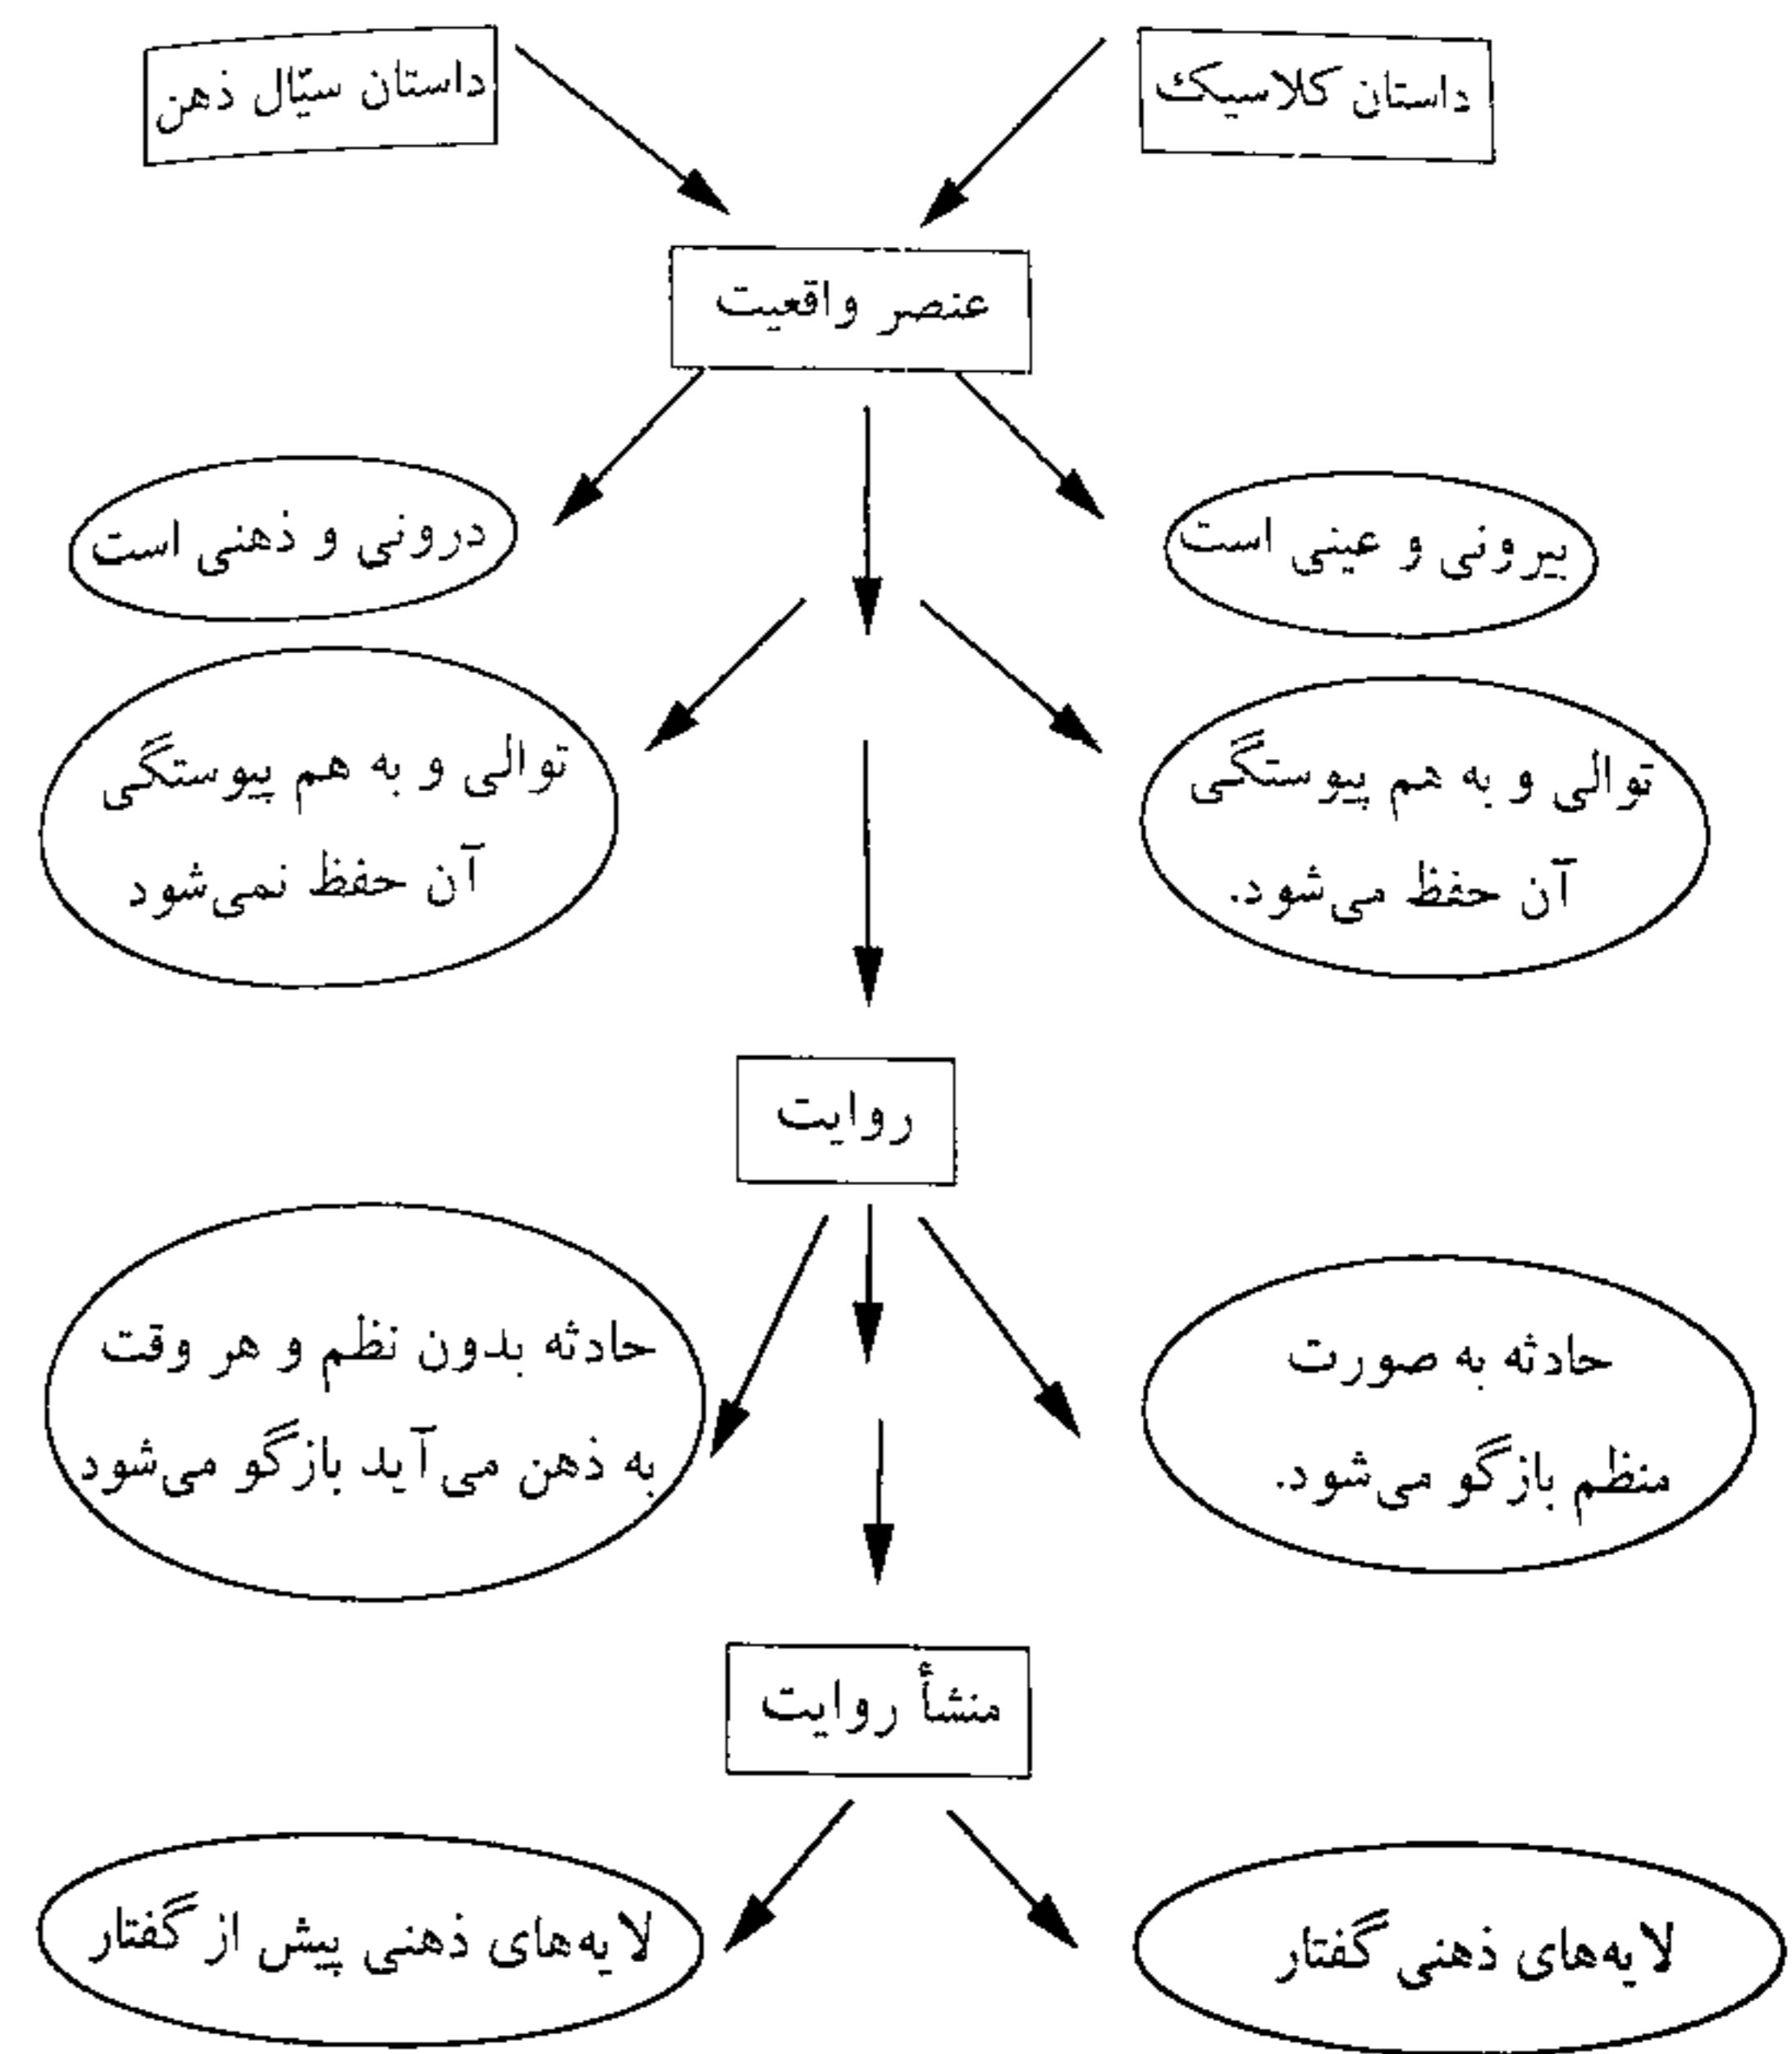 داستان کلاسیک
داستان سیّال ذهن
عنصر واقعیت
بیرونی و عینی است
درونی و ذهنی است
توالی و به هم پیوستگی
آن حفظ می‌شود.
توالی و به هم پیوستگی
آن حفظ نمی‌شود
روایت
حادثه به صورت
منظم بازگو می‌شود.
حادثه بدون نظم و هر وقت
به ذهن می‌آید بازگو می‌شود
منشأ روایت
لایه‌های ذهنی گفتار
لایه‌های ذهنی پیش از گفتار